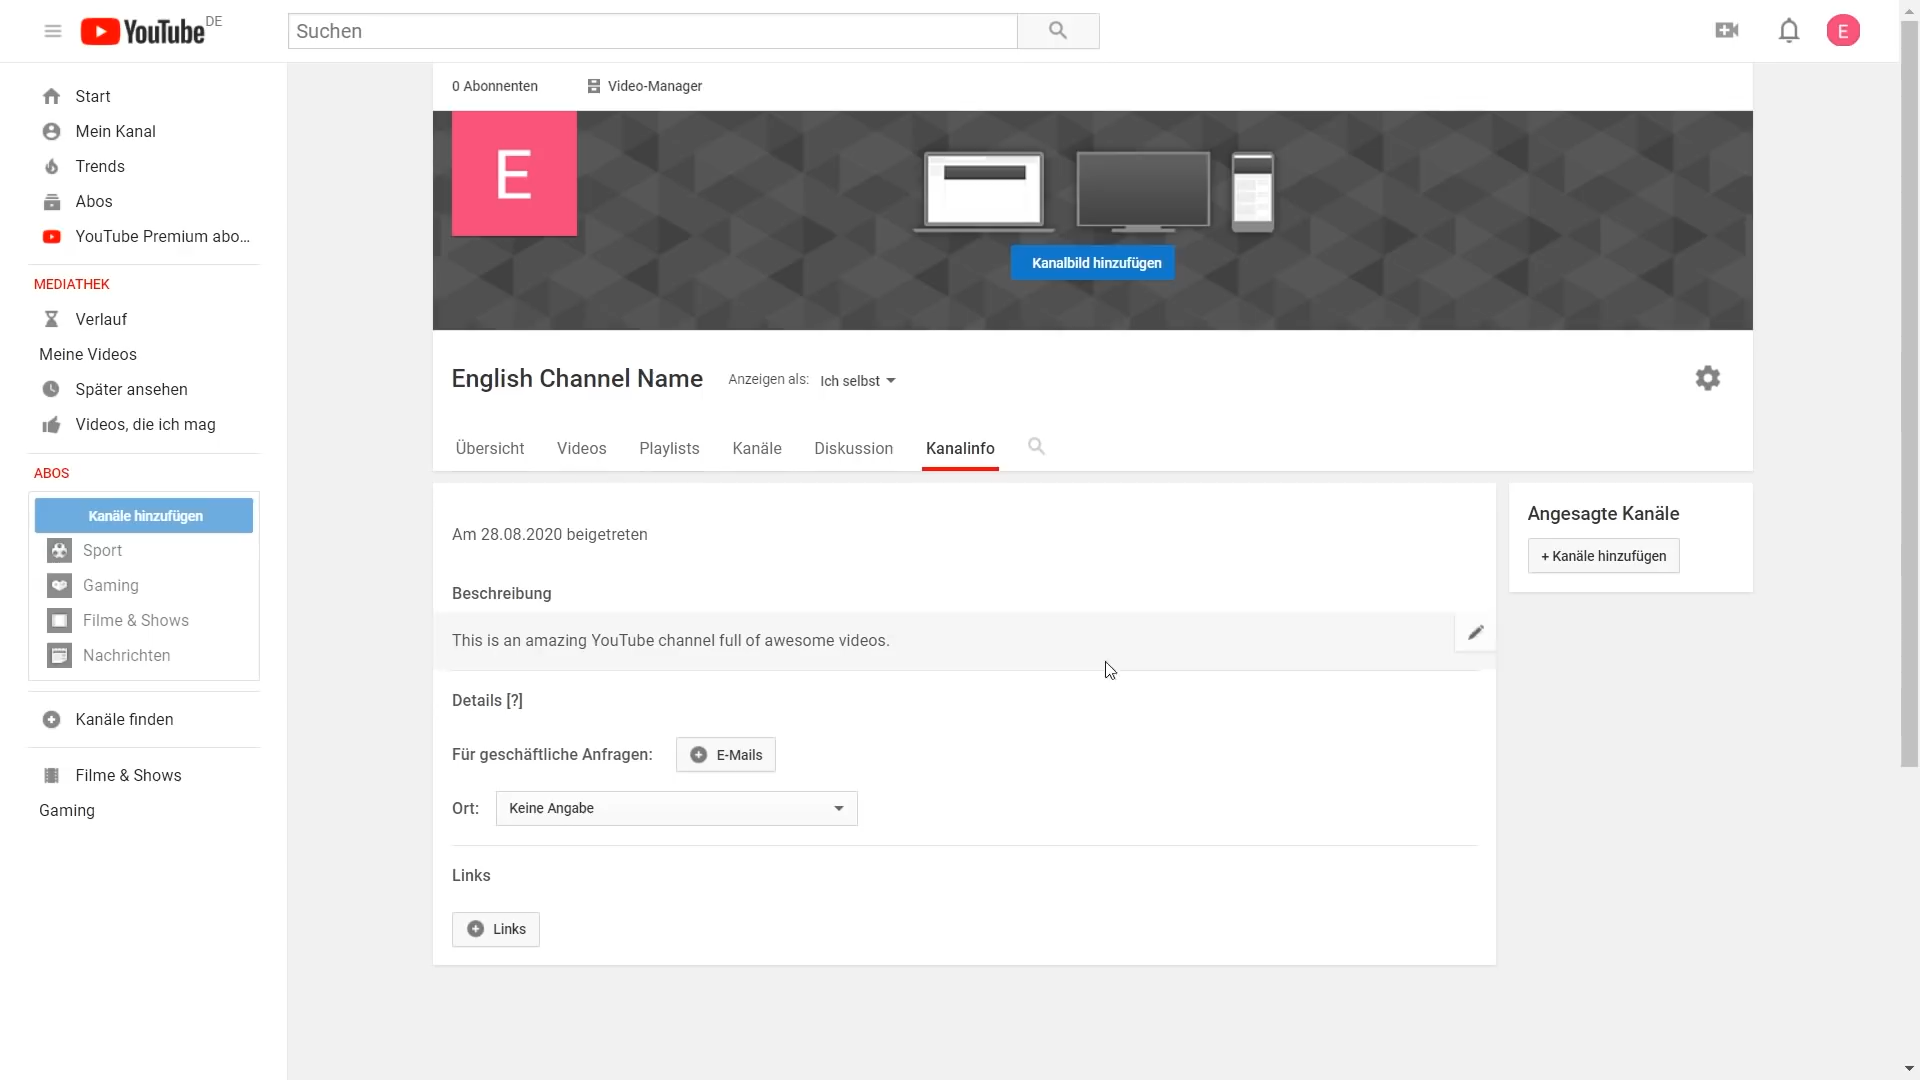 YouTube DE
Suchen
E
Start
Mein Kanal
Trends
Abos
YouTube Premium abo...
MEDIATHEK
Verlauf
Meine Videos
Später ansehen
Videos, die ich mag
ABOS
Kanäle hinzufügen
Sport
Gaming
Filme & Shows
Nachrichten
Kanäle finden
Filme & Shows
Gaming
0 Abonnenten
Video-Manager
E
Kanalbild hinzufügen
English Channel Name
Anzeigen als: Ich selbst
Übersicht Videos Playlists Kanäle Diskussion Kanalinfo
Am 28.08.2020 beigetreten
Beschreibung
This is an amazing YouTube channel full of awesome videos.
Details [?]
Für geschäftliche Anfragen: E-Mails
Ort: Keine Angabe
Links
Links
Angesagte Kanäle
+ Kanäle hinzufügen